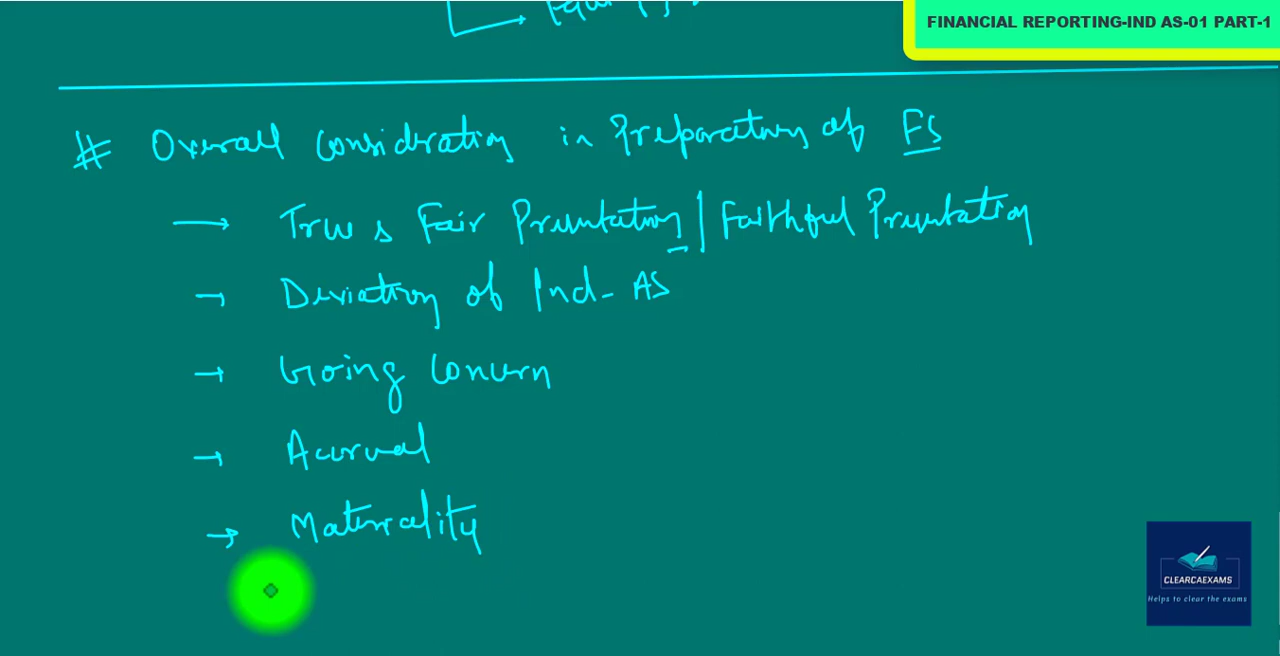 FINANCIAL REPORTING-IND AS-01 PART-1
# Overall consideration in Preparation of FS
→ True & Fair Presentation | Faithful Presentation
→ Deviation of Ind-AS
→ Going Concern
→ Accrual
→ Materiality
CLEARCAEXAMS
Helps to clear the exams